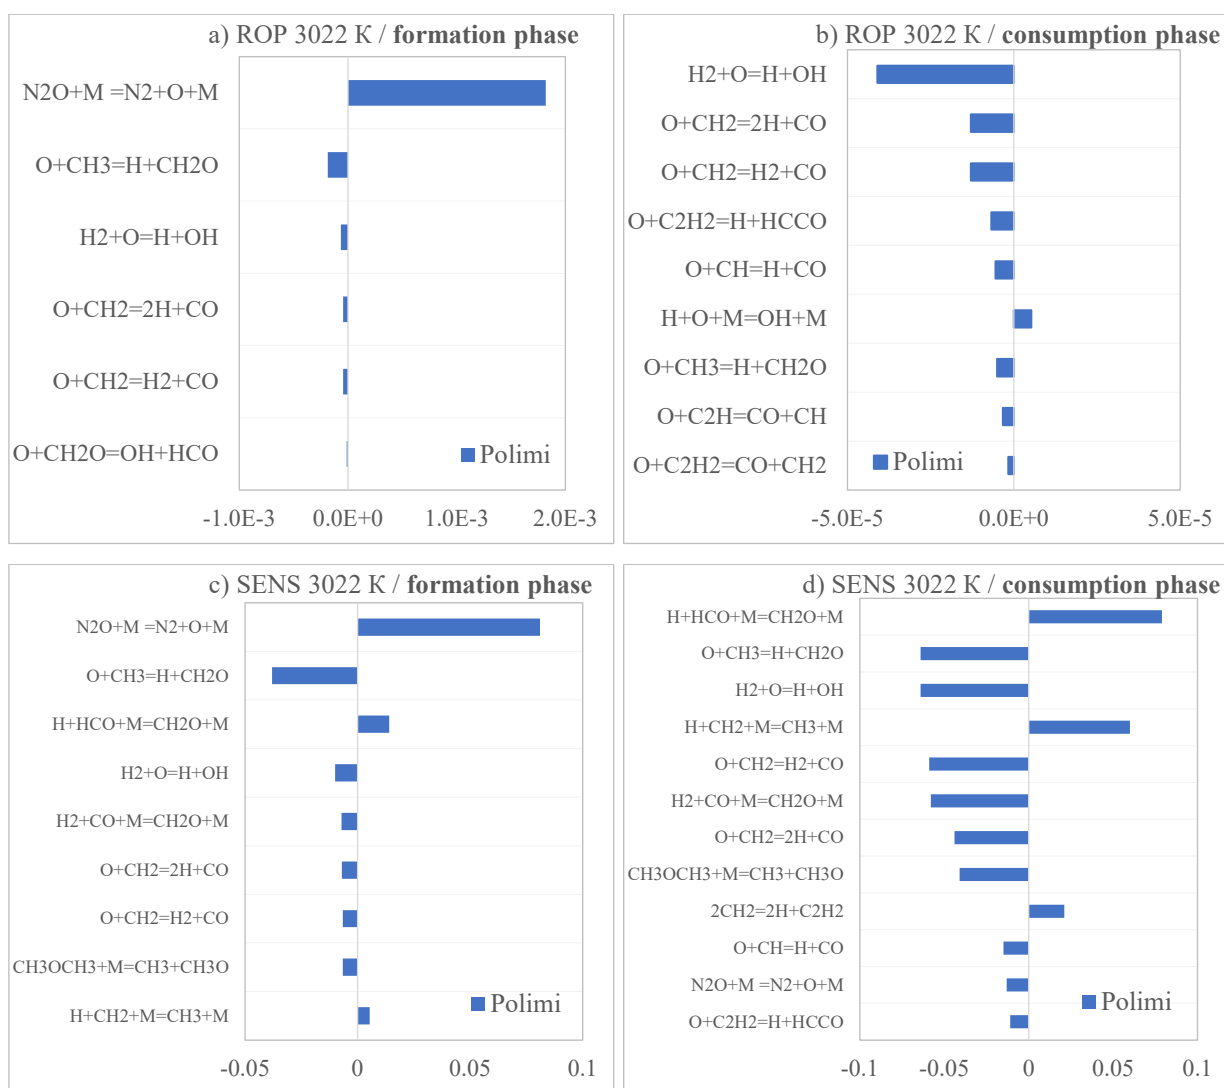 a) ROP 3022 K / formation phase
N2O+M =N2+O+M
O+CH3=H+CH2O
H2+O=H+OH
O+CH2=2H+CO
O+CH2=H2+CO
O+CH2O=OH+HCO
Polimi
-1.0E-3 0.0E+0 1.0E-3 2.0E-3
b) ROP 3022 K / consumption phase
H2+O=H+OH
O+CH2=2H+CO
O+CH2=H2+CO
O+C2H2=H+HCCO
O+CH=H+CO
H+O+M=OH+M
O+CH3=H+CH2O
O+C2H=CO+CH
O+C2H2=CO+CH2
Polimi
-5.0E-5 0.0E+0 5.0E-5
c) SENS 3022 K / formation phase
N2O+M =N2+O+M
O+CH3=H+CH2O
H+HCO+M=CH2O+M
H2+O=H+OH
H2+CO+M=CH2O+M
O+CH2=2H+CO
O+CH2=H2+CO
CH3OCH3+M=CH3+CH3O
H+CH2+M=CH3+M
Polimi
-0.05 0 0.05 0.1
d) SENS 3022 K / consumption phase
H+HCO+M=CH2O+M
O+CH3=H+CH2O
H2+O=H+OH
H+CH2+M=CH3+M
O+CH2=H2+CO
H2+CO+M=CH2O+M
O+CH2=2H+CO
CH3OCH3+M=CH3+CH3O
2CH2=2H+C2H2
O+CH=H+CO
N2O+M =N2+O+M
O+C2H2=H+HCCO
Polimi
-0.1 -0.05 0 0.05 0.1